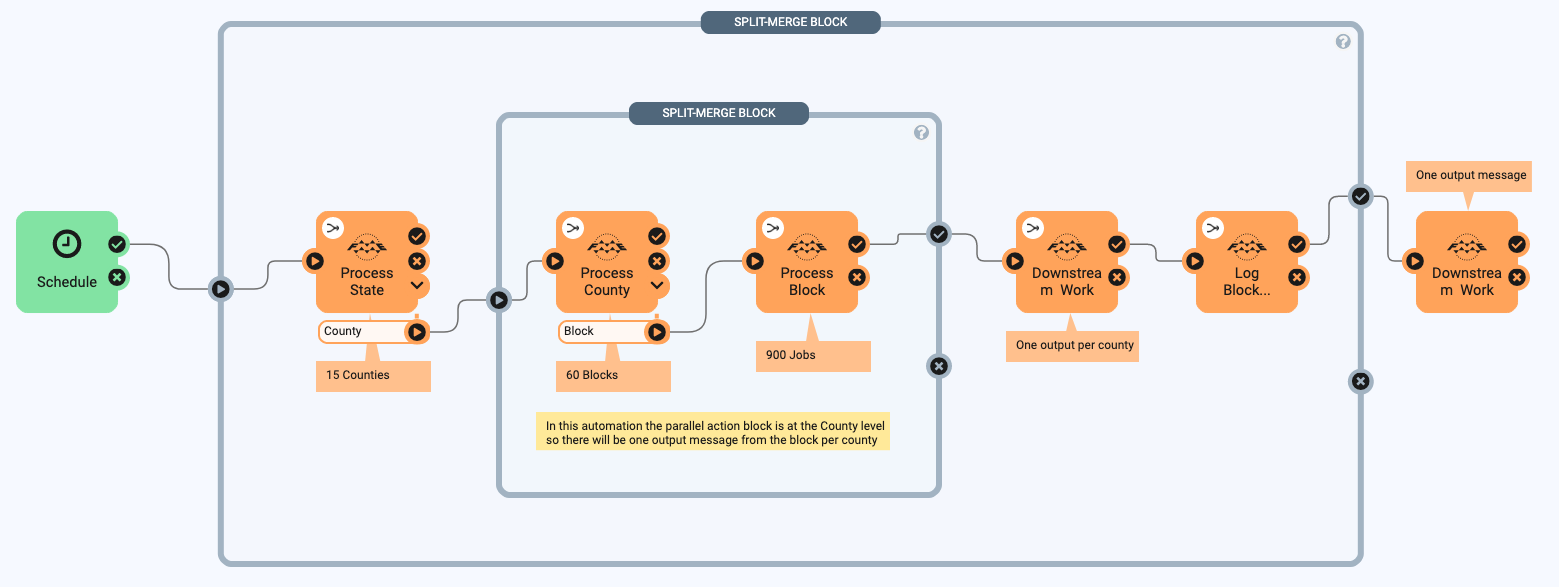 SPLIT-MERGE BLOCK
SPLIT-MERGE BLOCK
Schedule
Process
State
County
15 Counties
Process
County
Block
60 Blocks
Process
Block
900 Jobs
In this automation the parallel action block is at the County level
so there will be one output message from the block per county
Downstrea
m Work
One output per county
Log
Block...
One output message
Downstrea
m Work